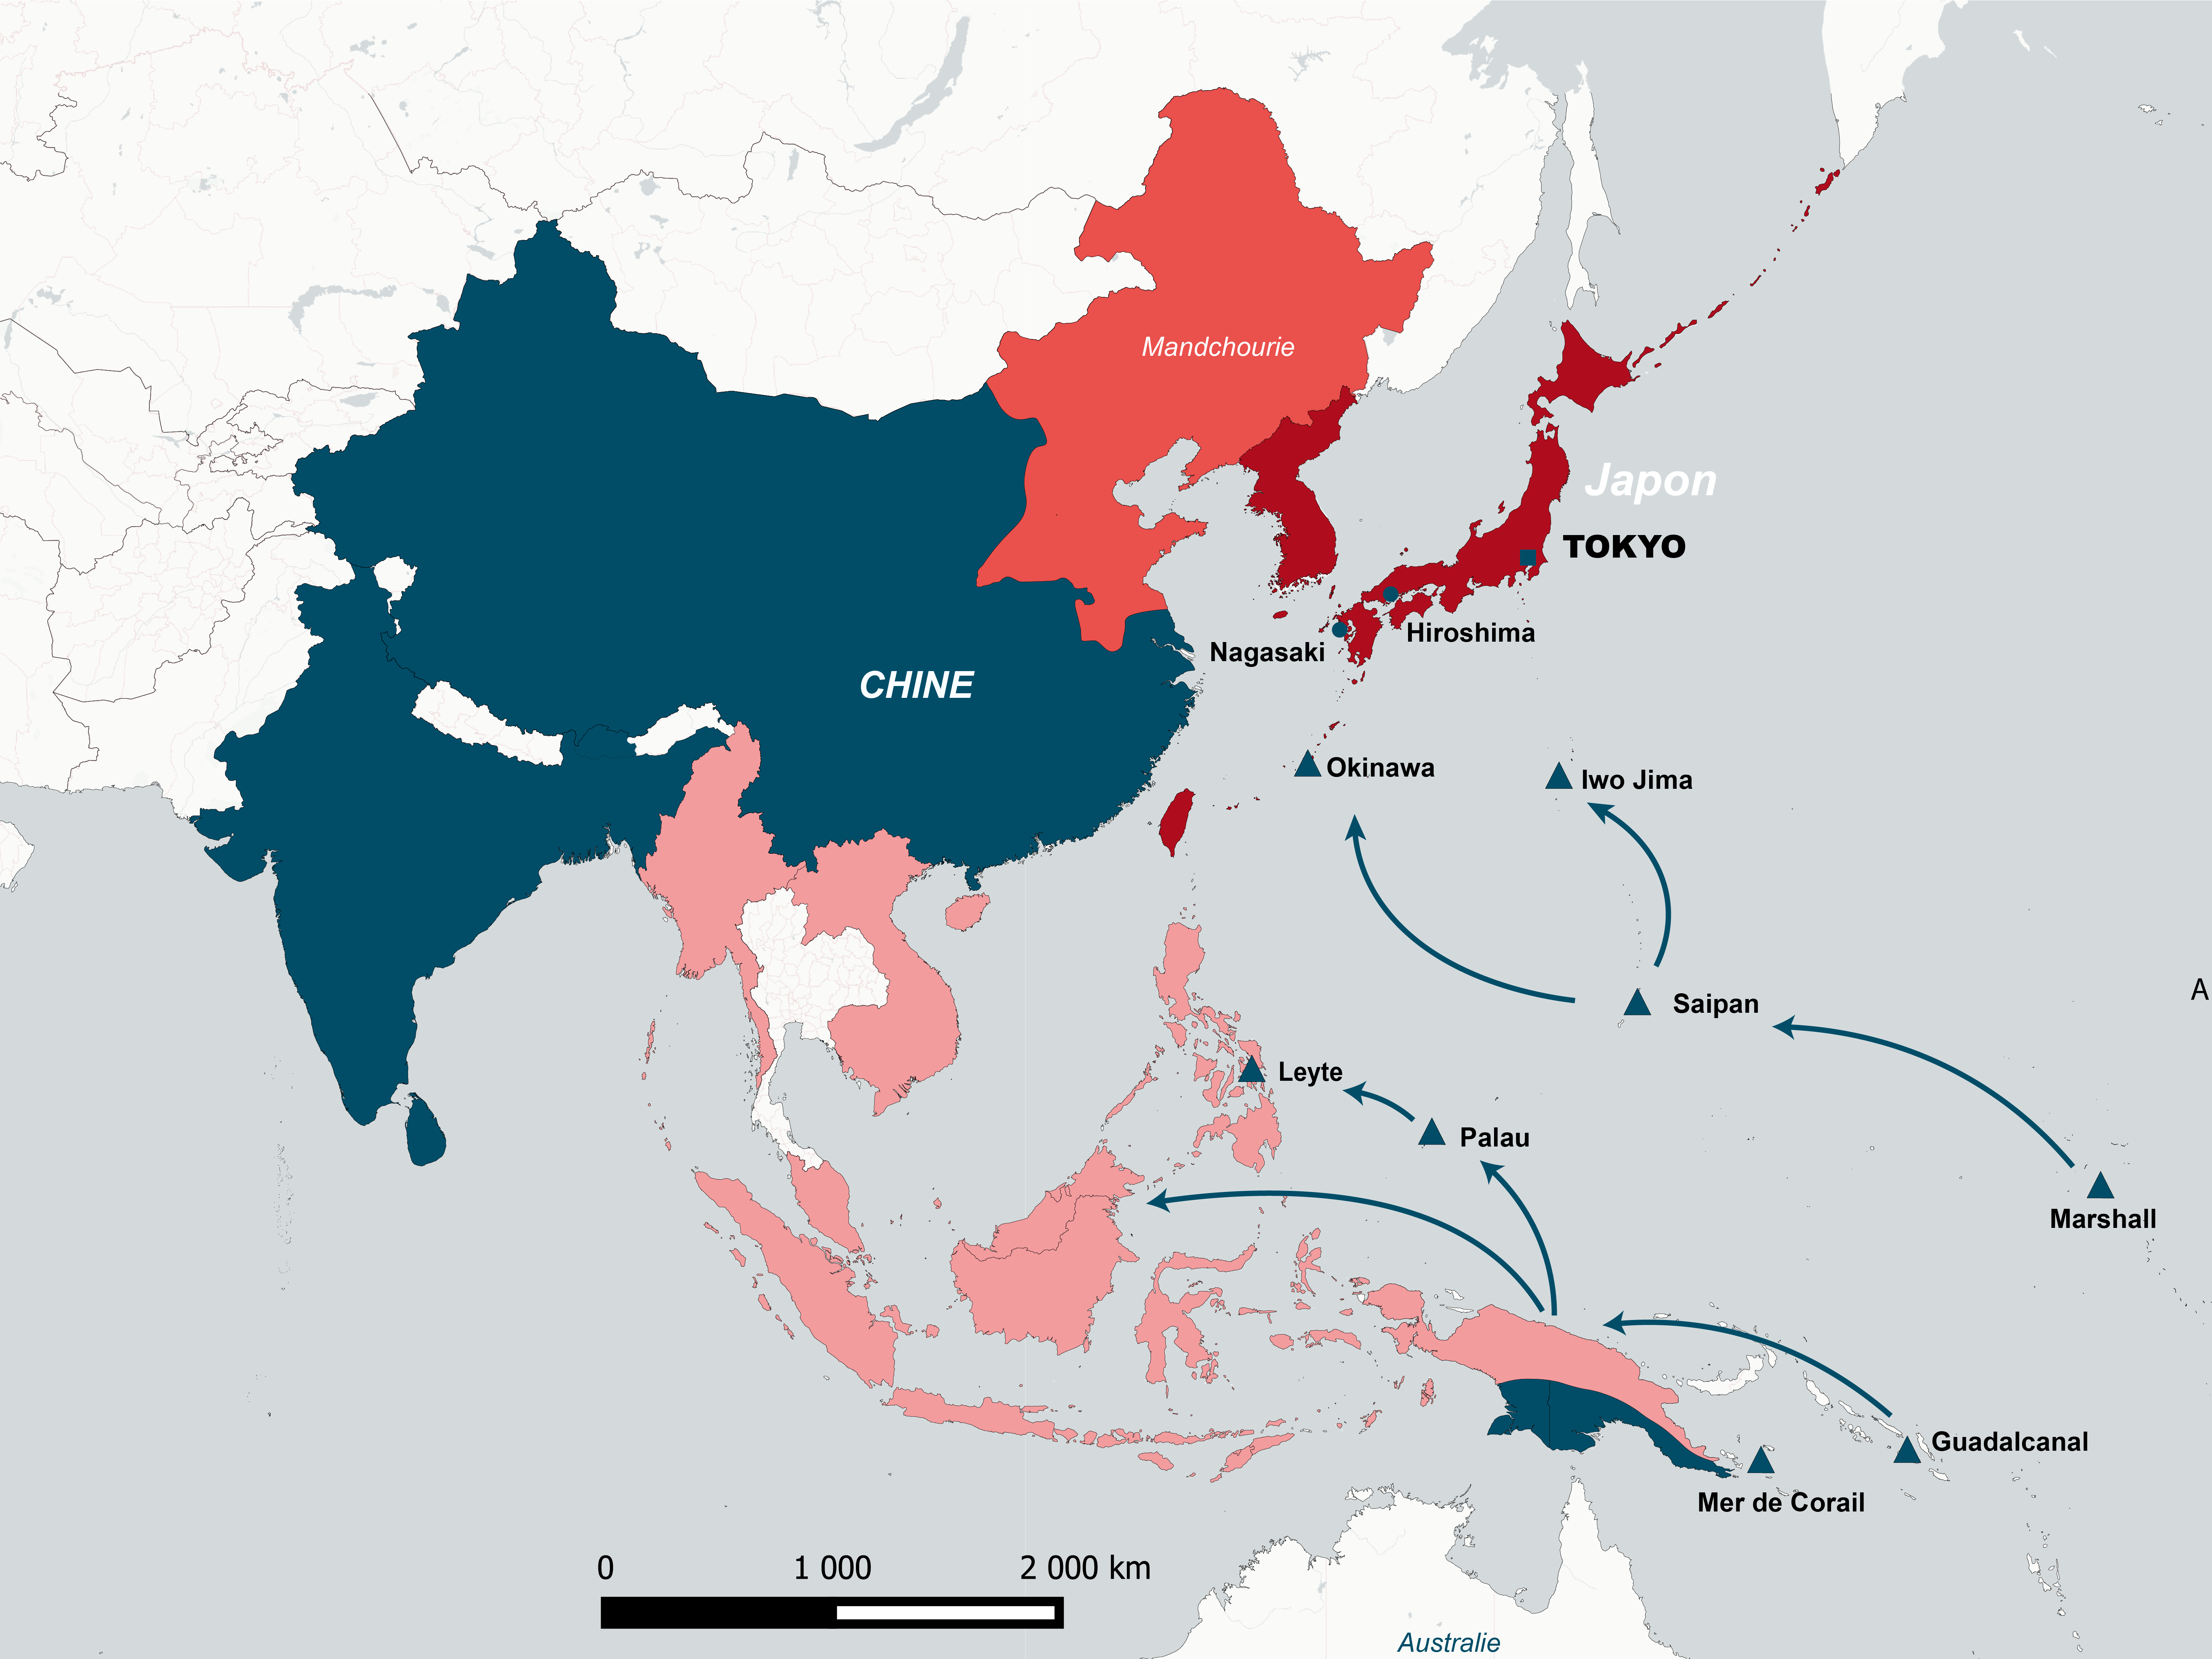 Mandchourie
Japon
TOKYO
Hiroshima
Nagasaki
CHINE
Okinawa
Iwo Jima
A
Saipan
Leyte
Palau
Marshall
Guadalcanal
Mer de Corail
0 1 000 2 000 km
Australie